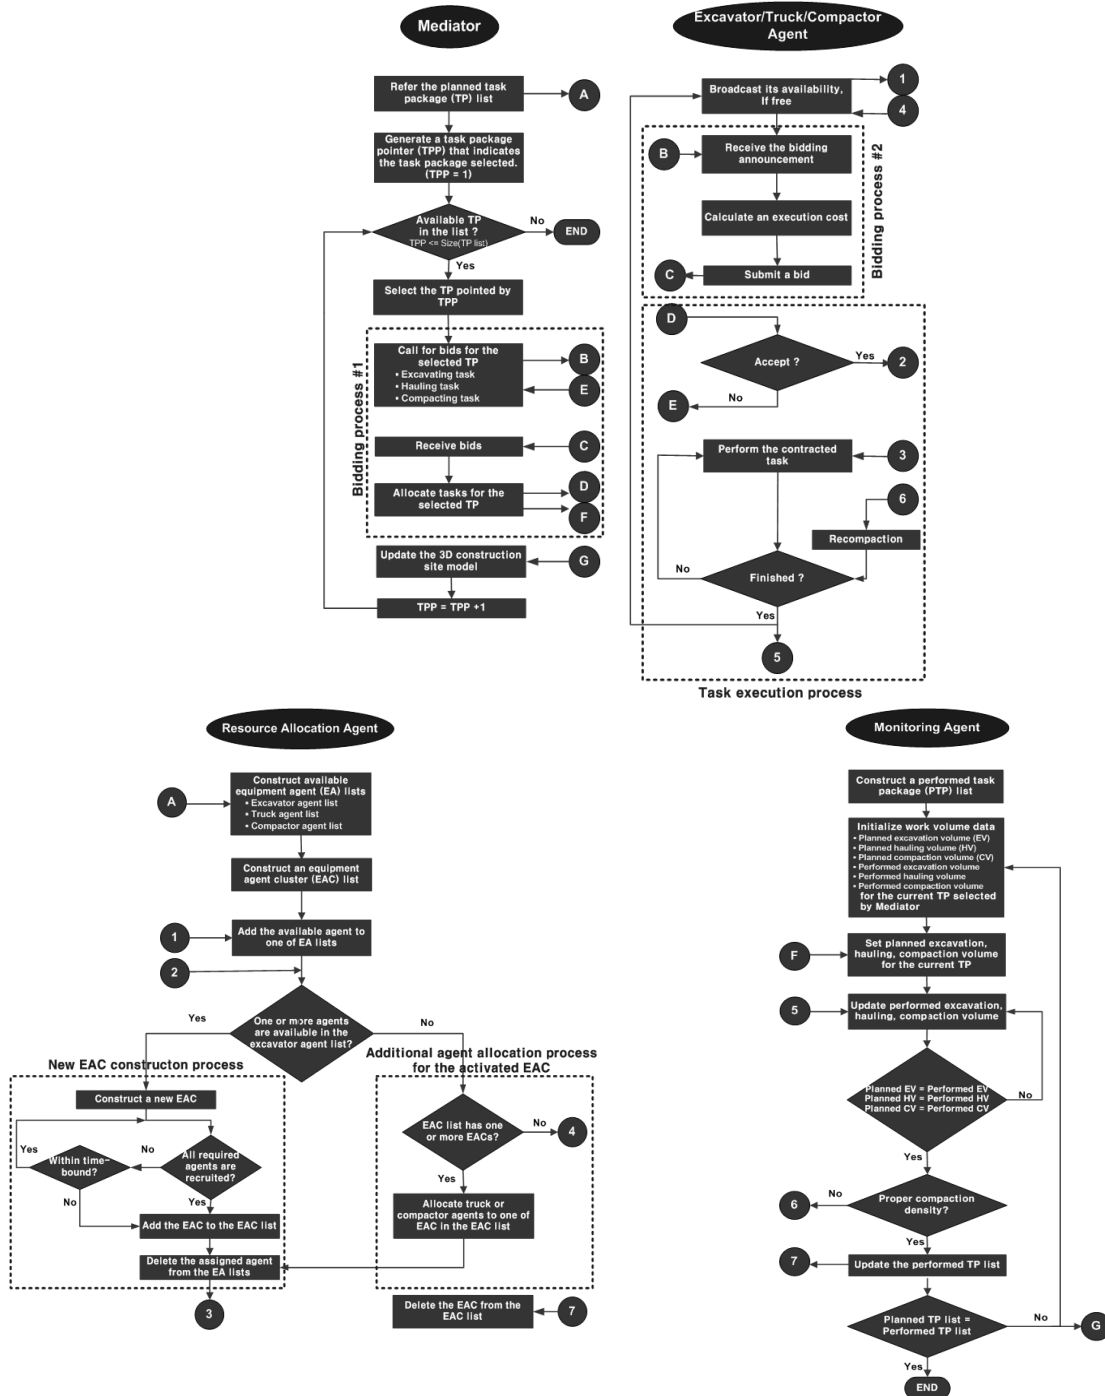 Mediator
Refer the planned task
package (TP) list
A
Generate a task package
pointer (TPP) that indicates
the task package selected.
(TPP = 1)
Available TP
in the list ?
TPP <= Size(TP list)
No
END
Yes
Select the TP pointed by
TPP
Bidding process #1
Call for bids for the
selected TP
• Excavating task
• Hauling task
• Compacting task
B
E
Receive bids
C
Allocate tasks for the
selected TP
D
F
Update the 3D construction
site model
G
TPP = TPP +1
Excavator/Truck/Compactor
Agent
Broadcast its availability,
If free
1
4
Bidding process #2
B
Receive the bidding
announcement
Calculate an execution cost
C
Submit a bid
D
Accept ?
Yes
2
No
E
Perform the contracted
task
3
6
Recompaction
Finished ?
No
Yes
5
Task execution process
Resource Allocation Agent
A
Construct available
equipment agent (EA) lists
• Excavator agent list
• Truck agent list
• Compactor agent list
Construct an equipment
agent cluster (EAC) list
1
Add the available agent to
one of EA lists
2
One or more agents
are available in the
excavator agent list?
Yes
No
New EAC constructon process
Construct a new EAC
All required
agents are
recruited?
No
Within time-
bound?
Yes
No
Yes
Add the EAC to the EAC list
Delete the assigned agent
from the EA lists
3
Additional agent allocation process
for the activated EAC
EAC list has one
or more EACs?
No
4
Yes
Allocate truck or
compactor agents to one of
EAC in the EAC list
Delete the EAC from the
EAC list
7
Monitoring Agent
Construct a performed task
package (PTP) list
Initialize work volume data
• Planned excavation volume (EV)
• Planned hauling volume (HV)
• Planned compaction volume (CV)
• Performed excavation volume
• Performed hauling volume
• Performed compaction volume
for the current TP selected
by Mediator
F
Set planned excavation,
hauling, compaction volume
for the current TP
5
Update performed excavation,
hauling, compaction volume
Planned EV = Performed EV
Planned HV = Performed HV
Planned CV = Performed CV
No
Yes
Proper compaction
density?
No
6
Yes
7
Update the performed TP list
Planned TP list =
Performed TP list
No
G
Yes
END